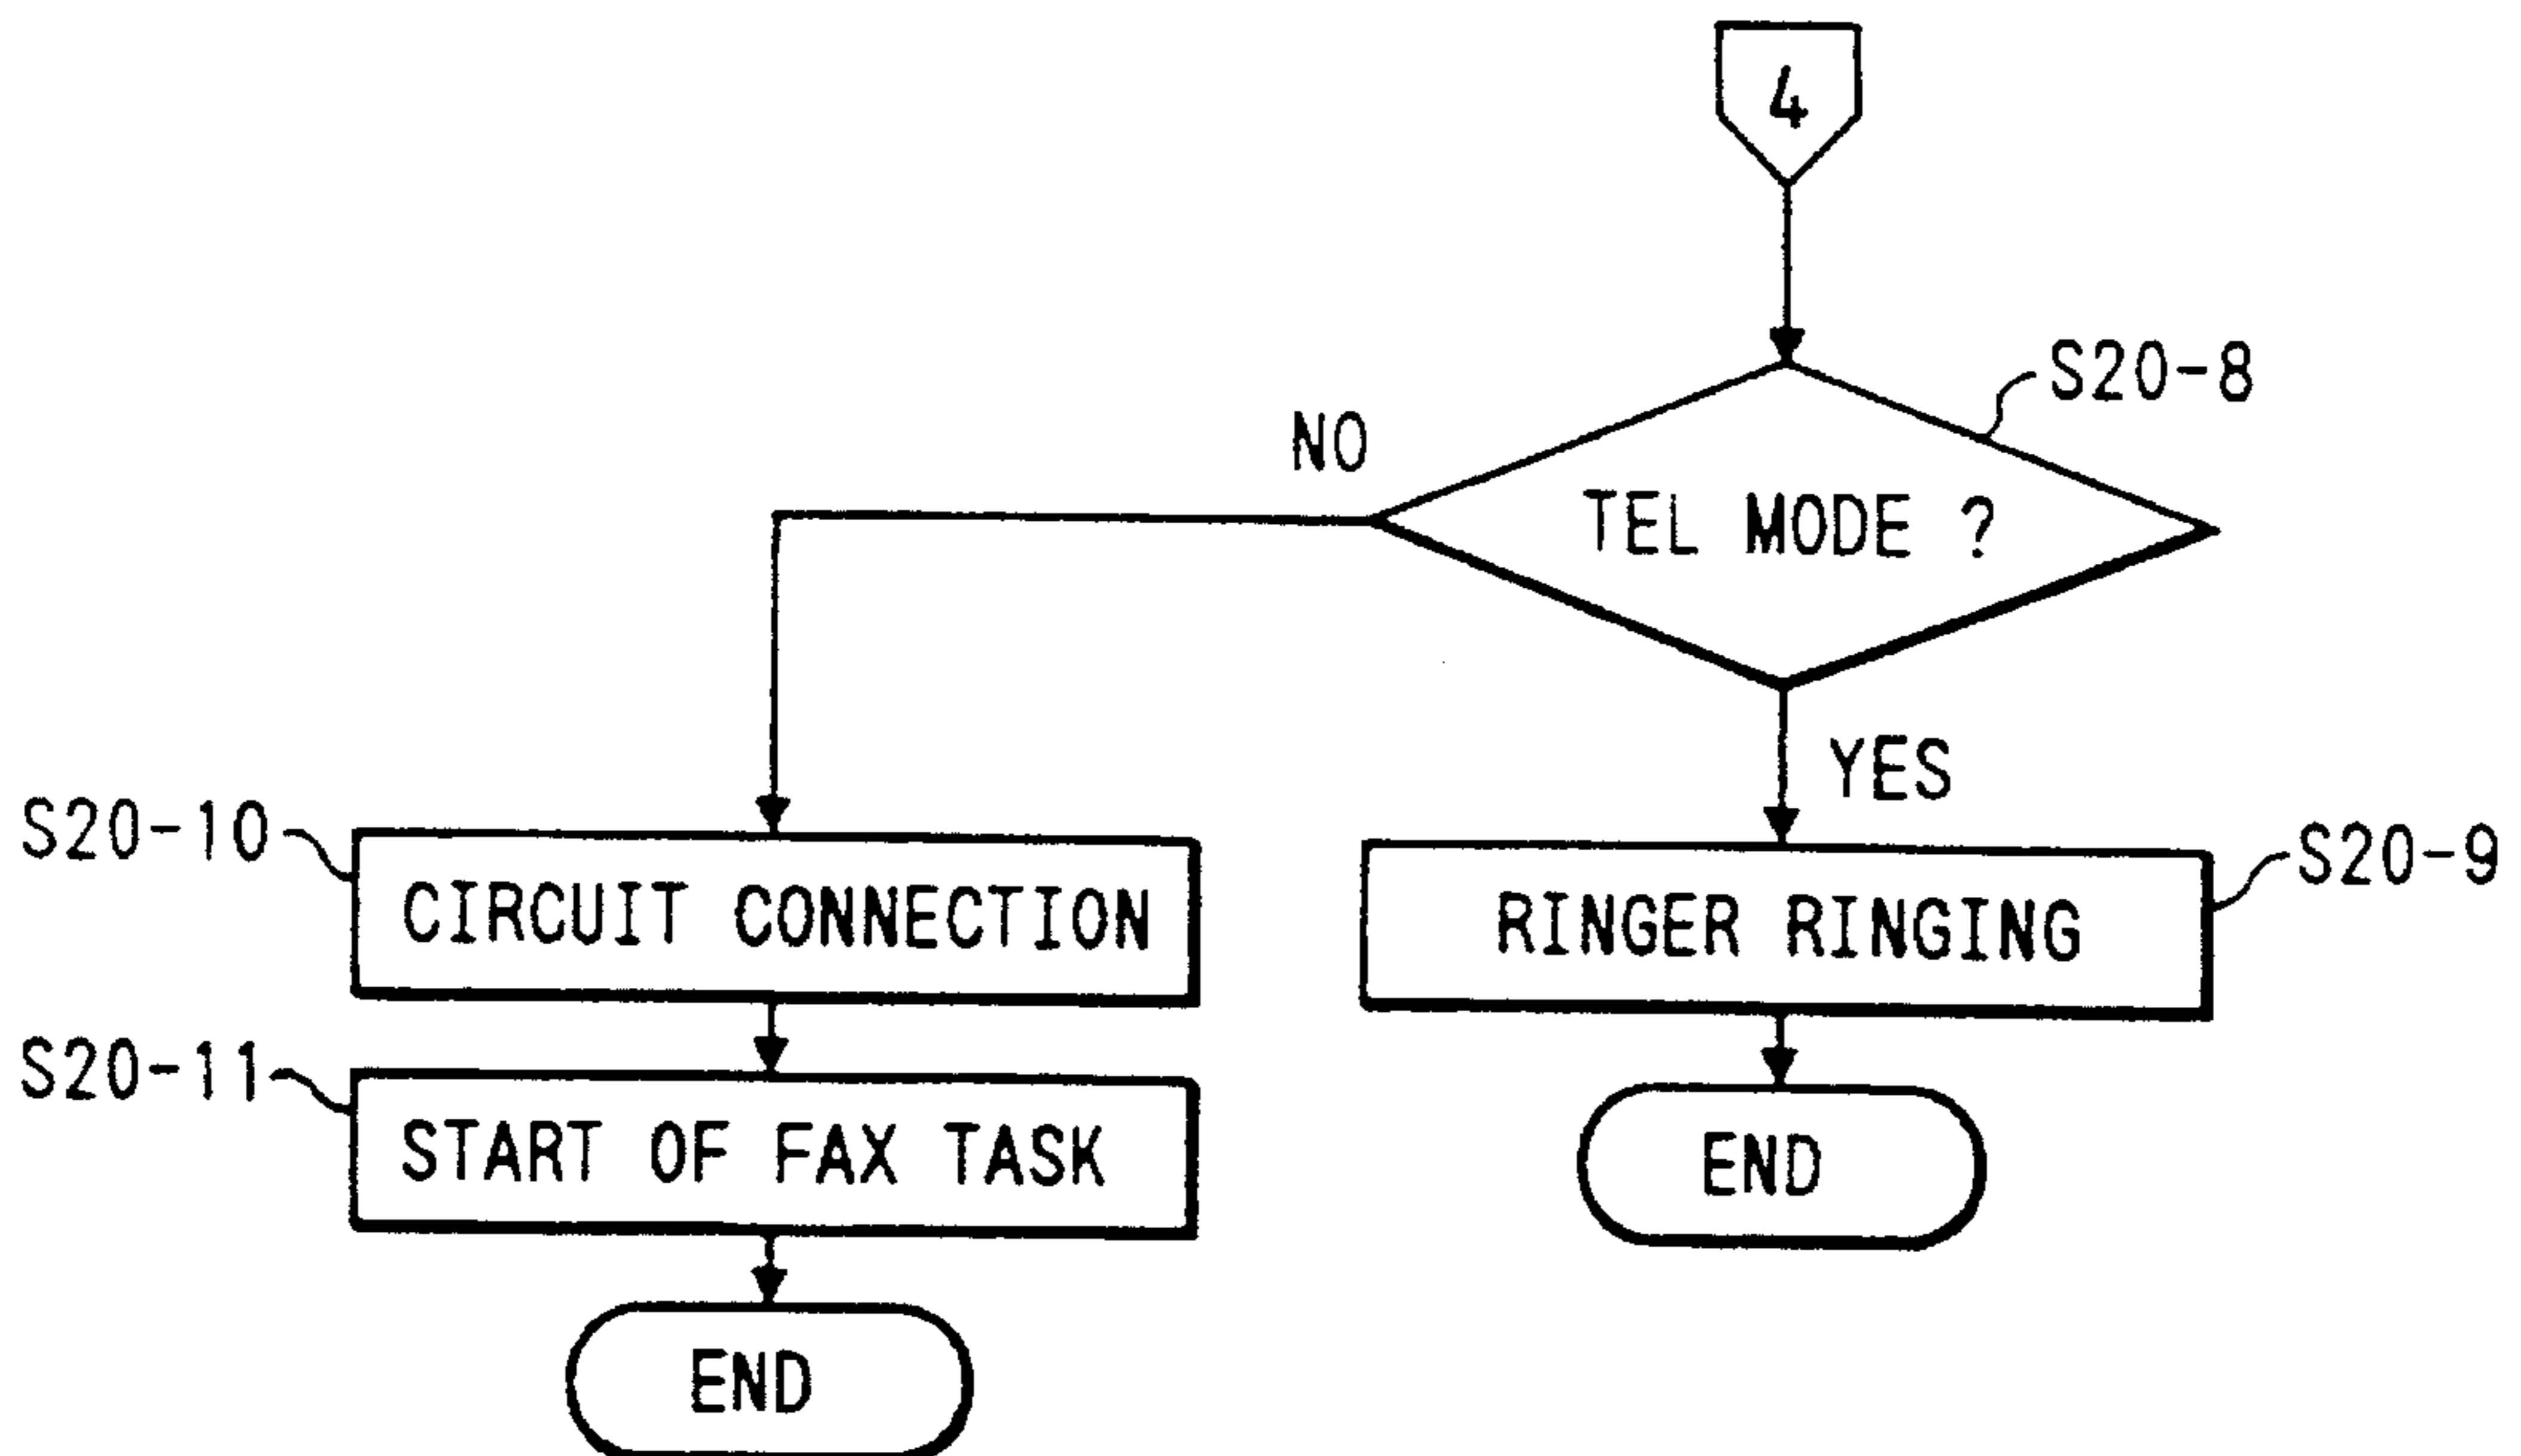 4
S20-8
NO
TEL MODE ?
YES
S20-10
CIRCUIT CONNECTION
RINGER RINGING
S20-9
S20-11
START OF FAX TASK
END
END